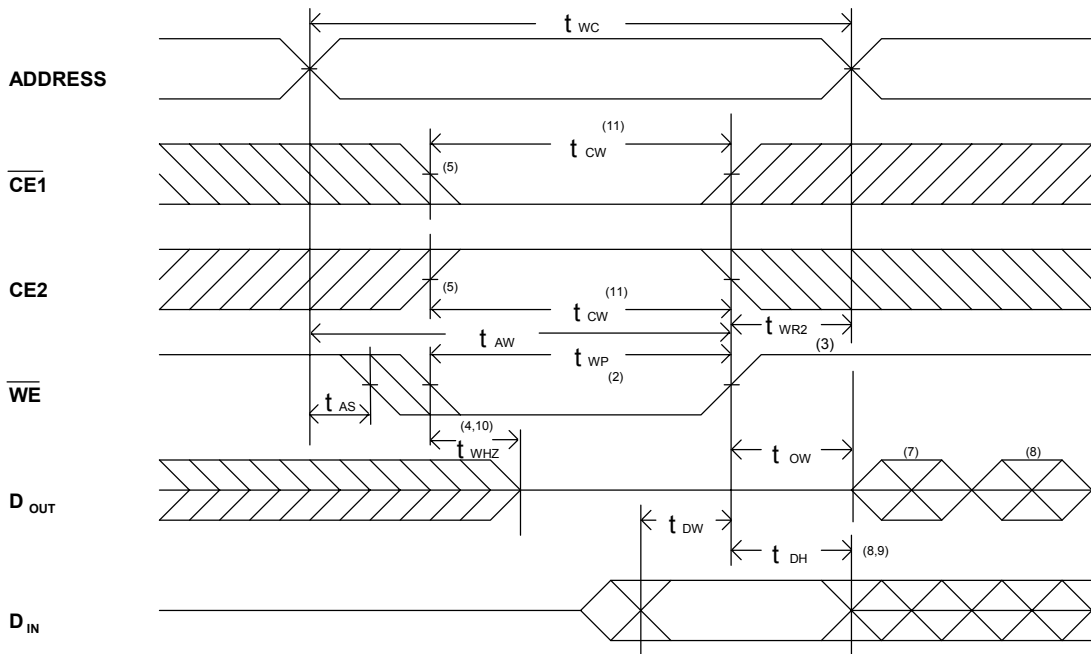 t WC
ADDRESS
(11)
t CW
CE1
(5)
CE2
(5)
(11)
t CW
t WR2
t AW
t WP
(3)
(2)
WE
t AS
(4,10)
t WHZ
t OW
(7)
(8)
D OUT
t DW
t DH
(8,9)
D IN